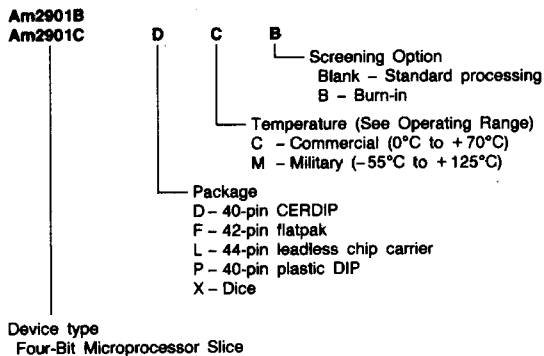 Am2901B
Am2901C D C B
Screening Option
Blank – Standard processing
B – Burn-in
Temperature (See Operating Range)
C – Commercial (0°C to +70°C)
M – Military (–55°C to +125°C)
Package
D – 40-pin CERDIP
F – 42-pin flatpak
L – 44-pin leadless chip carrier
P – 40-pin plastic DIP
X – Dice
Device type
Four-Bit Microprocessor Slice